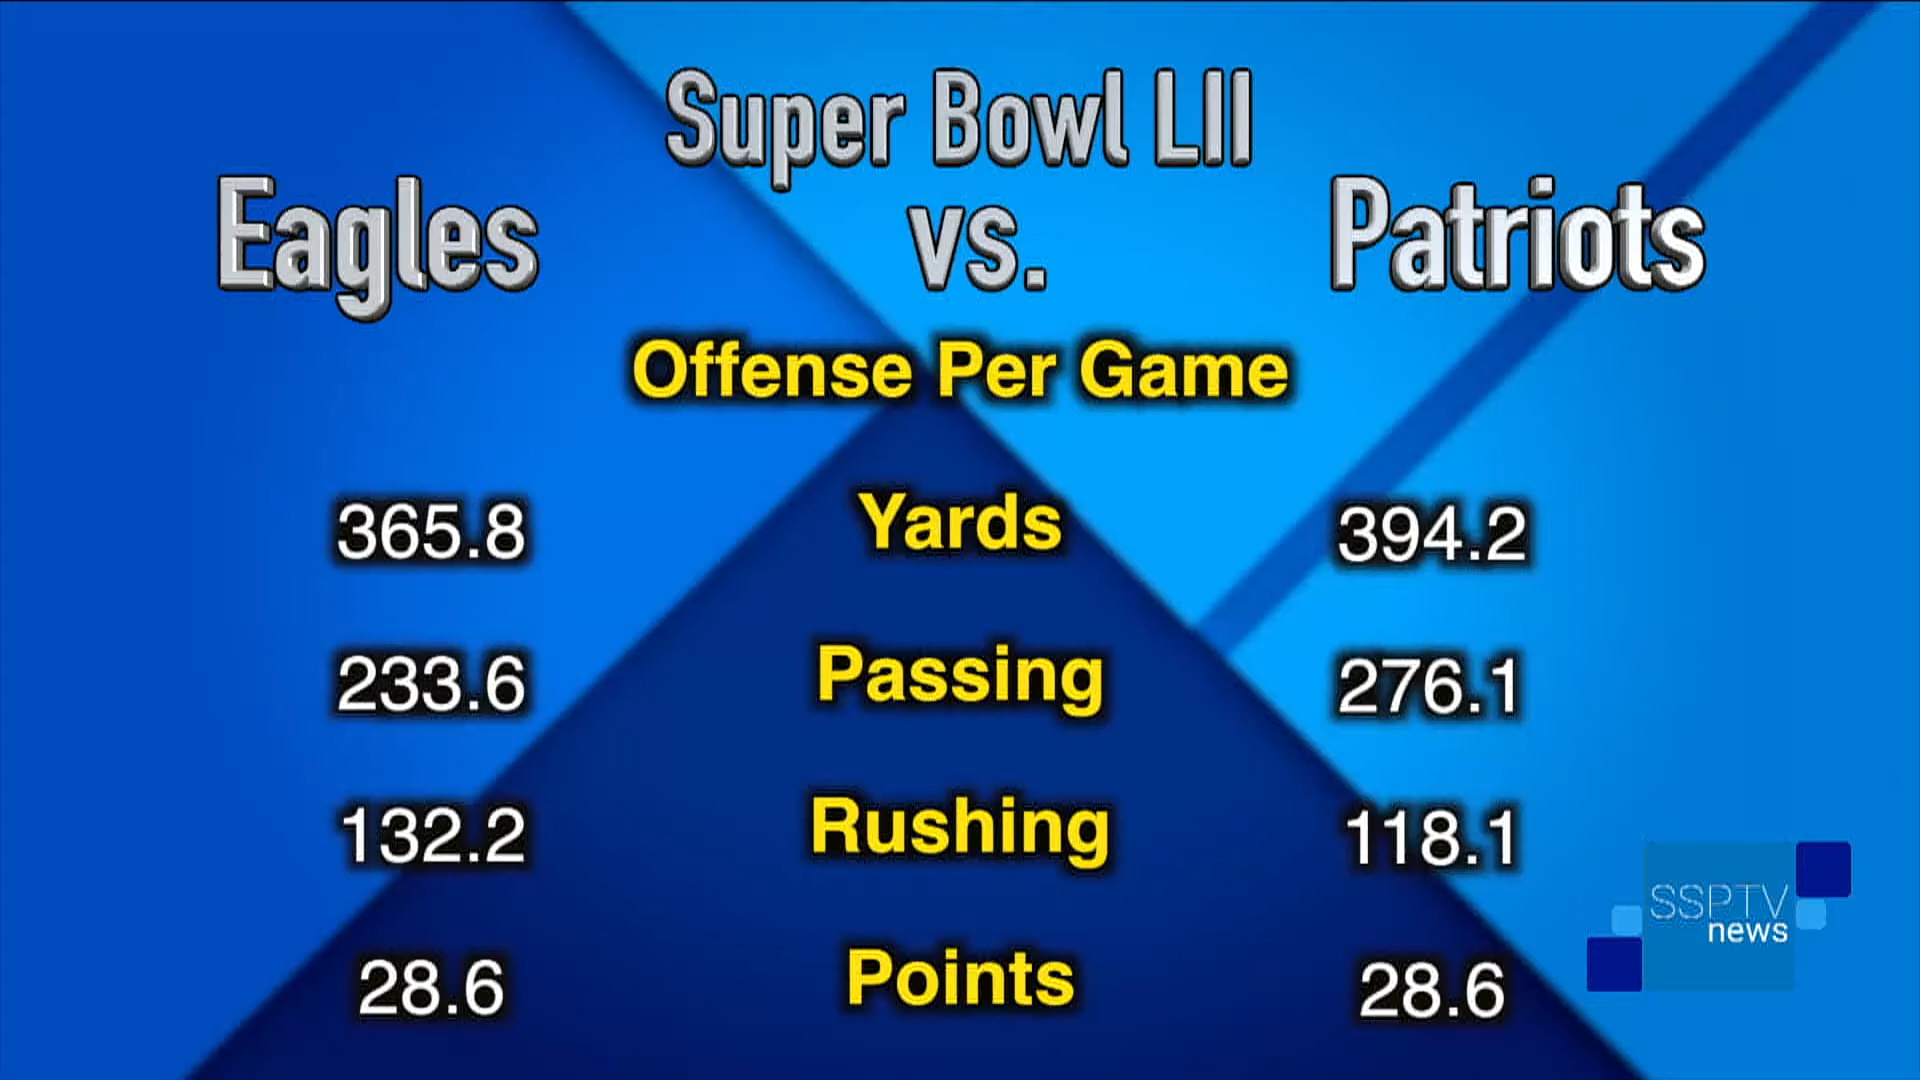 Super Bowl LII
Eagles vs. Patriots
Offense Per Game
365.8 Yards 394.2
233.6 Passing 276.1
132.2 Rushing 118.1
28.6 Points 28.6
SSPTV
news